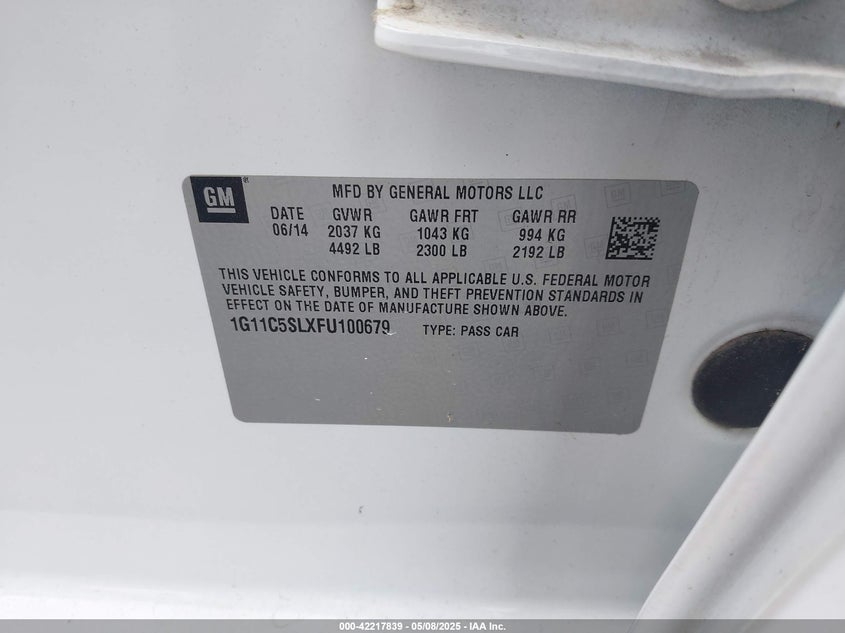 GM
MFD BY GENERAL MOTORS LLC
DATE GVWR GAWR FRT GAWR RR
06/14 2037 KG 1043 KG 994 KG
4492 LB 2300 LB 2192 LB
THIS VEHICLE CONFORMS TO ALL APPLICABLE U.S. FEDERAL MOTOR
VEHICLE SAFETY, BUMPER, AND THEFT PREVENTION STANDARDS IN
EFFECT ON THE DATE OF MANUFACTURE SHOWN ABOVE.
1G11C5SLXFU100679 TYPE: PASS CAR
000-42217839 - 05/08/2025 - IAA Inc.